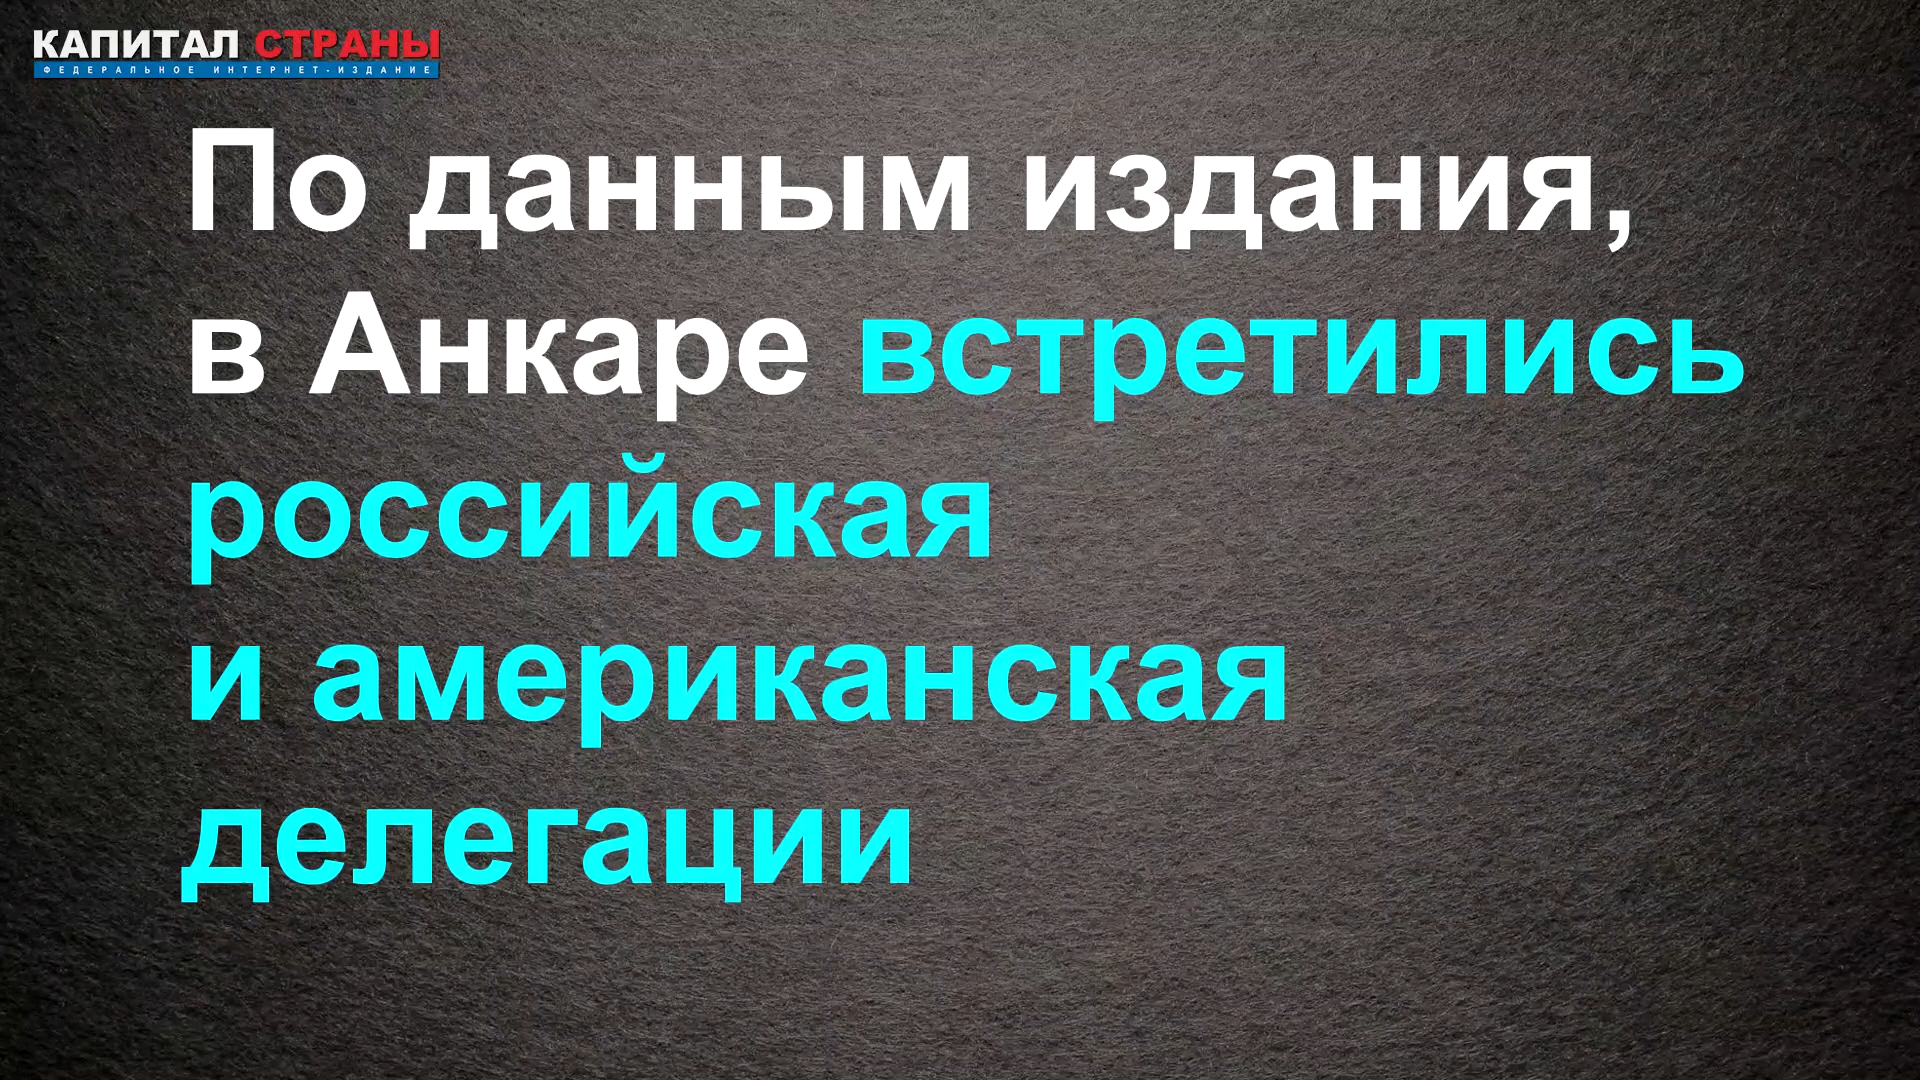 КАПИТАЛ СТРАНЫ
ФЕДЕРАЛЬНОЕ ИНТЕРНЕТ-ИЗДАНИЕ
По данным издания,
в Анкаре встретились
российская
и американская
делегации